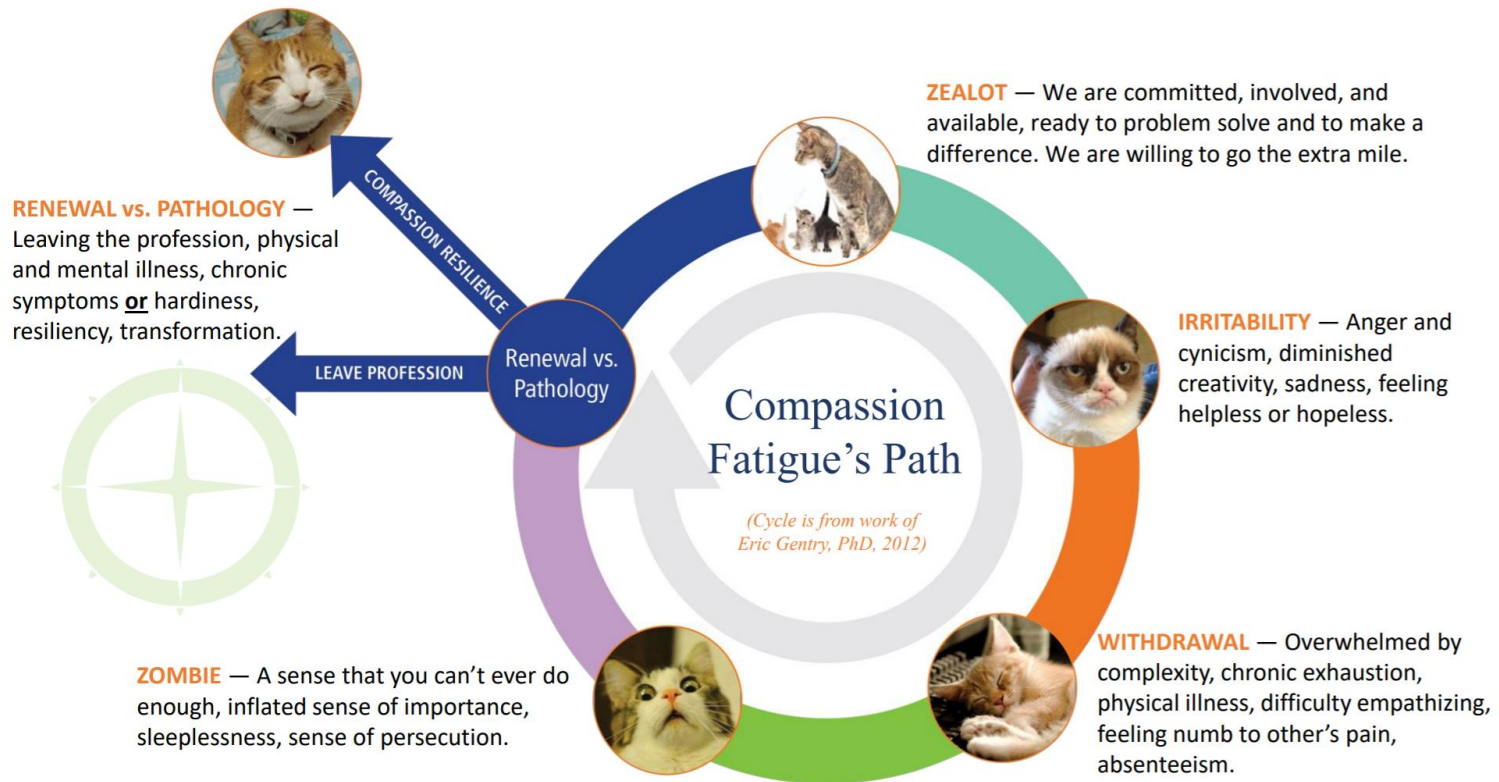 ZEALOT — We are committed, involved, and
available, ready to problem solve and to make a
difference. We are willing to go the extra mile.
COMPASSION RESILIENCE
RENEWAL vs. PATHOLOGY —
Leaving the profession, physical
and mental illness, chronic
symptoms or hardiness,
resiliency, transformation.
LEAVE PROFESSION
Renewal vs.
Pathology
IRRITABILITY — Anger and
cynicism, diminished
creativity, sadness, feeling
helpless or hopeless.
Compassion
Fatigue’s Path
(Cycle is from work of
Eric Gentry, PhD, 2012)
WITHDRAWAL — Overwhelmed by
complexity, chronic exhaustion,
physical illness, difficulty empathizing,
feeling numb to other’s pain,
absenteeism.
ZOMBIE — A sense that you can’t ever do
enough, inflated sense of importance,
sleeplessness, sense of persecution.